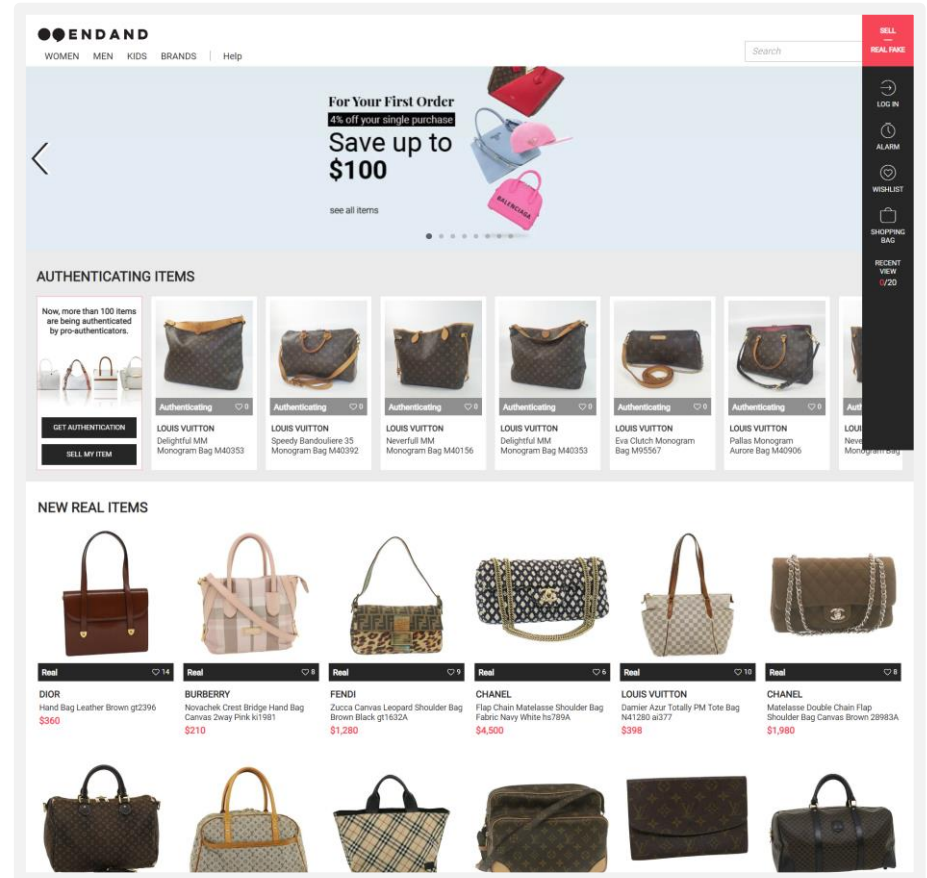 ENDAND
WOMEN MEN KIDS BRANDS | Help
Search
SELL
REAL FAKE
LOG IN
ALARM
WISHLIST
SHOPPING
BAG
RECENT
VIEW
0/20
For Your First Order
4% off your single purchase
Save up to
$100
see all items
BALENCIAGA
AUTHENTICATING ITEMS
Now, more than 100 items
are being authenticated
by pro-authenticators.
GET AUTHENTICATION
SELL MY ITEM
Authenticating 0
LOUIS VUITTON
Delightful MM
Monogram Bag M40353
Authenticating 0
LOUIS VUITTON
Speedy Bandouliere 35
Monogram Bag M40392
Authenticating 0
LOUIS VUITTON
Neverfull MM
Monogram Bag M40156
Authenticating 0
LOUIS VUITTON
Delightful MM
Monogram Bag M40353
Authenticating 0
LOUIS VUITTON
Eva Clutch Monogram
Bag M95567
Authenticating 0
LOUIS VUITTON
Pallas Monogram
Aurore Bag M40906
Aut
LOUI
Neve
Monogram Bag
NEW REAL ITEMS
Real 14
DIOR
Hand Bag Leather Brown gt2396
$360
Real 8
BURBERRY
Novachek Crest Bridge Hand Bag
Canvas 2way Pink ki1981
$210
Real 9
FENDI
Zucca Canvas Leopard Shoulder Bag
Brown Black gt1632A
$1,280
Real 6
CHANEL
Flap Chain Matelasse Shoulder Bag
Fabric Navy White hs789A
$4,500
Real 10
LOUIS VUITTON
Damier Azur Totally PM Tote Bag
N41280 ai377
$398
Real 8
CHANEL
Matelasse Double Chain Flap
Shoulder Bag Canvas Brown 28983A
$1,980